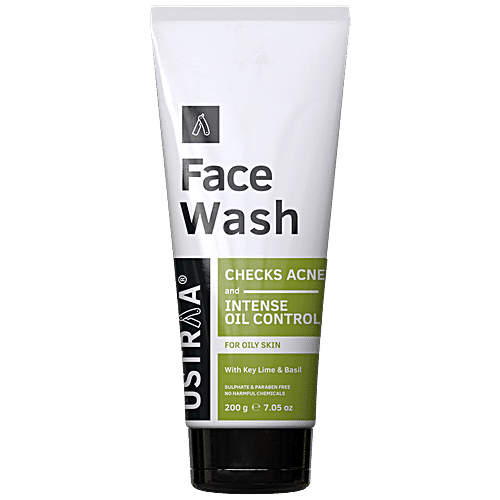 Face
Wash
USTRAA®
CHECKS ACNE
and
INTENSE
OIL CONTROL
FOR OILY SKIN
With Key Lime & Basil
SULPHATE & PARABEN FREE
NO HARMFUL CHEMICALS
200 g ℮ 7.05 oz